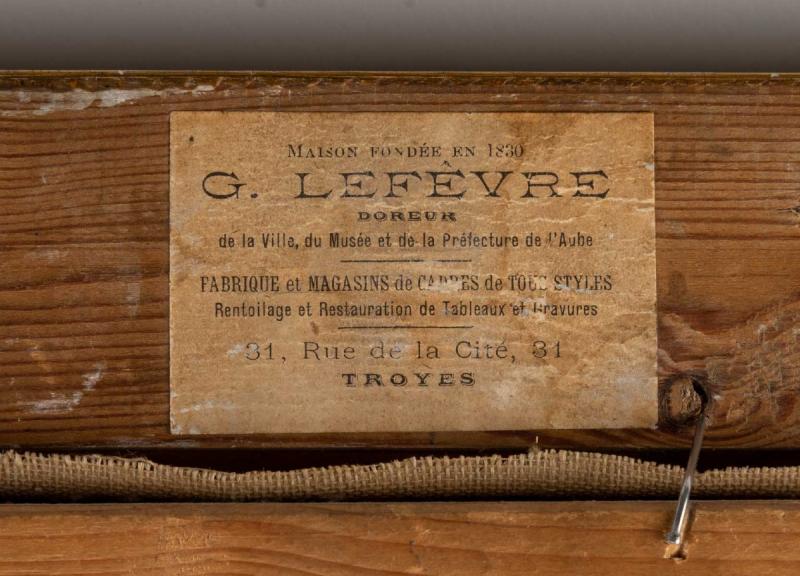 MAISON FONDÉE EN 1830
G. LEFÊVRE
DOREUR
de la Ville, du Musée et de la Préfecture de l'Aube
FABRIQUE et MAGASINS de CADRES de TOUS STYLES
Rentoilage et Restauration de Tableaux et Gravures
31, Rue de la Cité, 31
TROYES